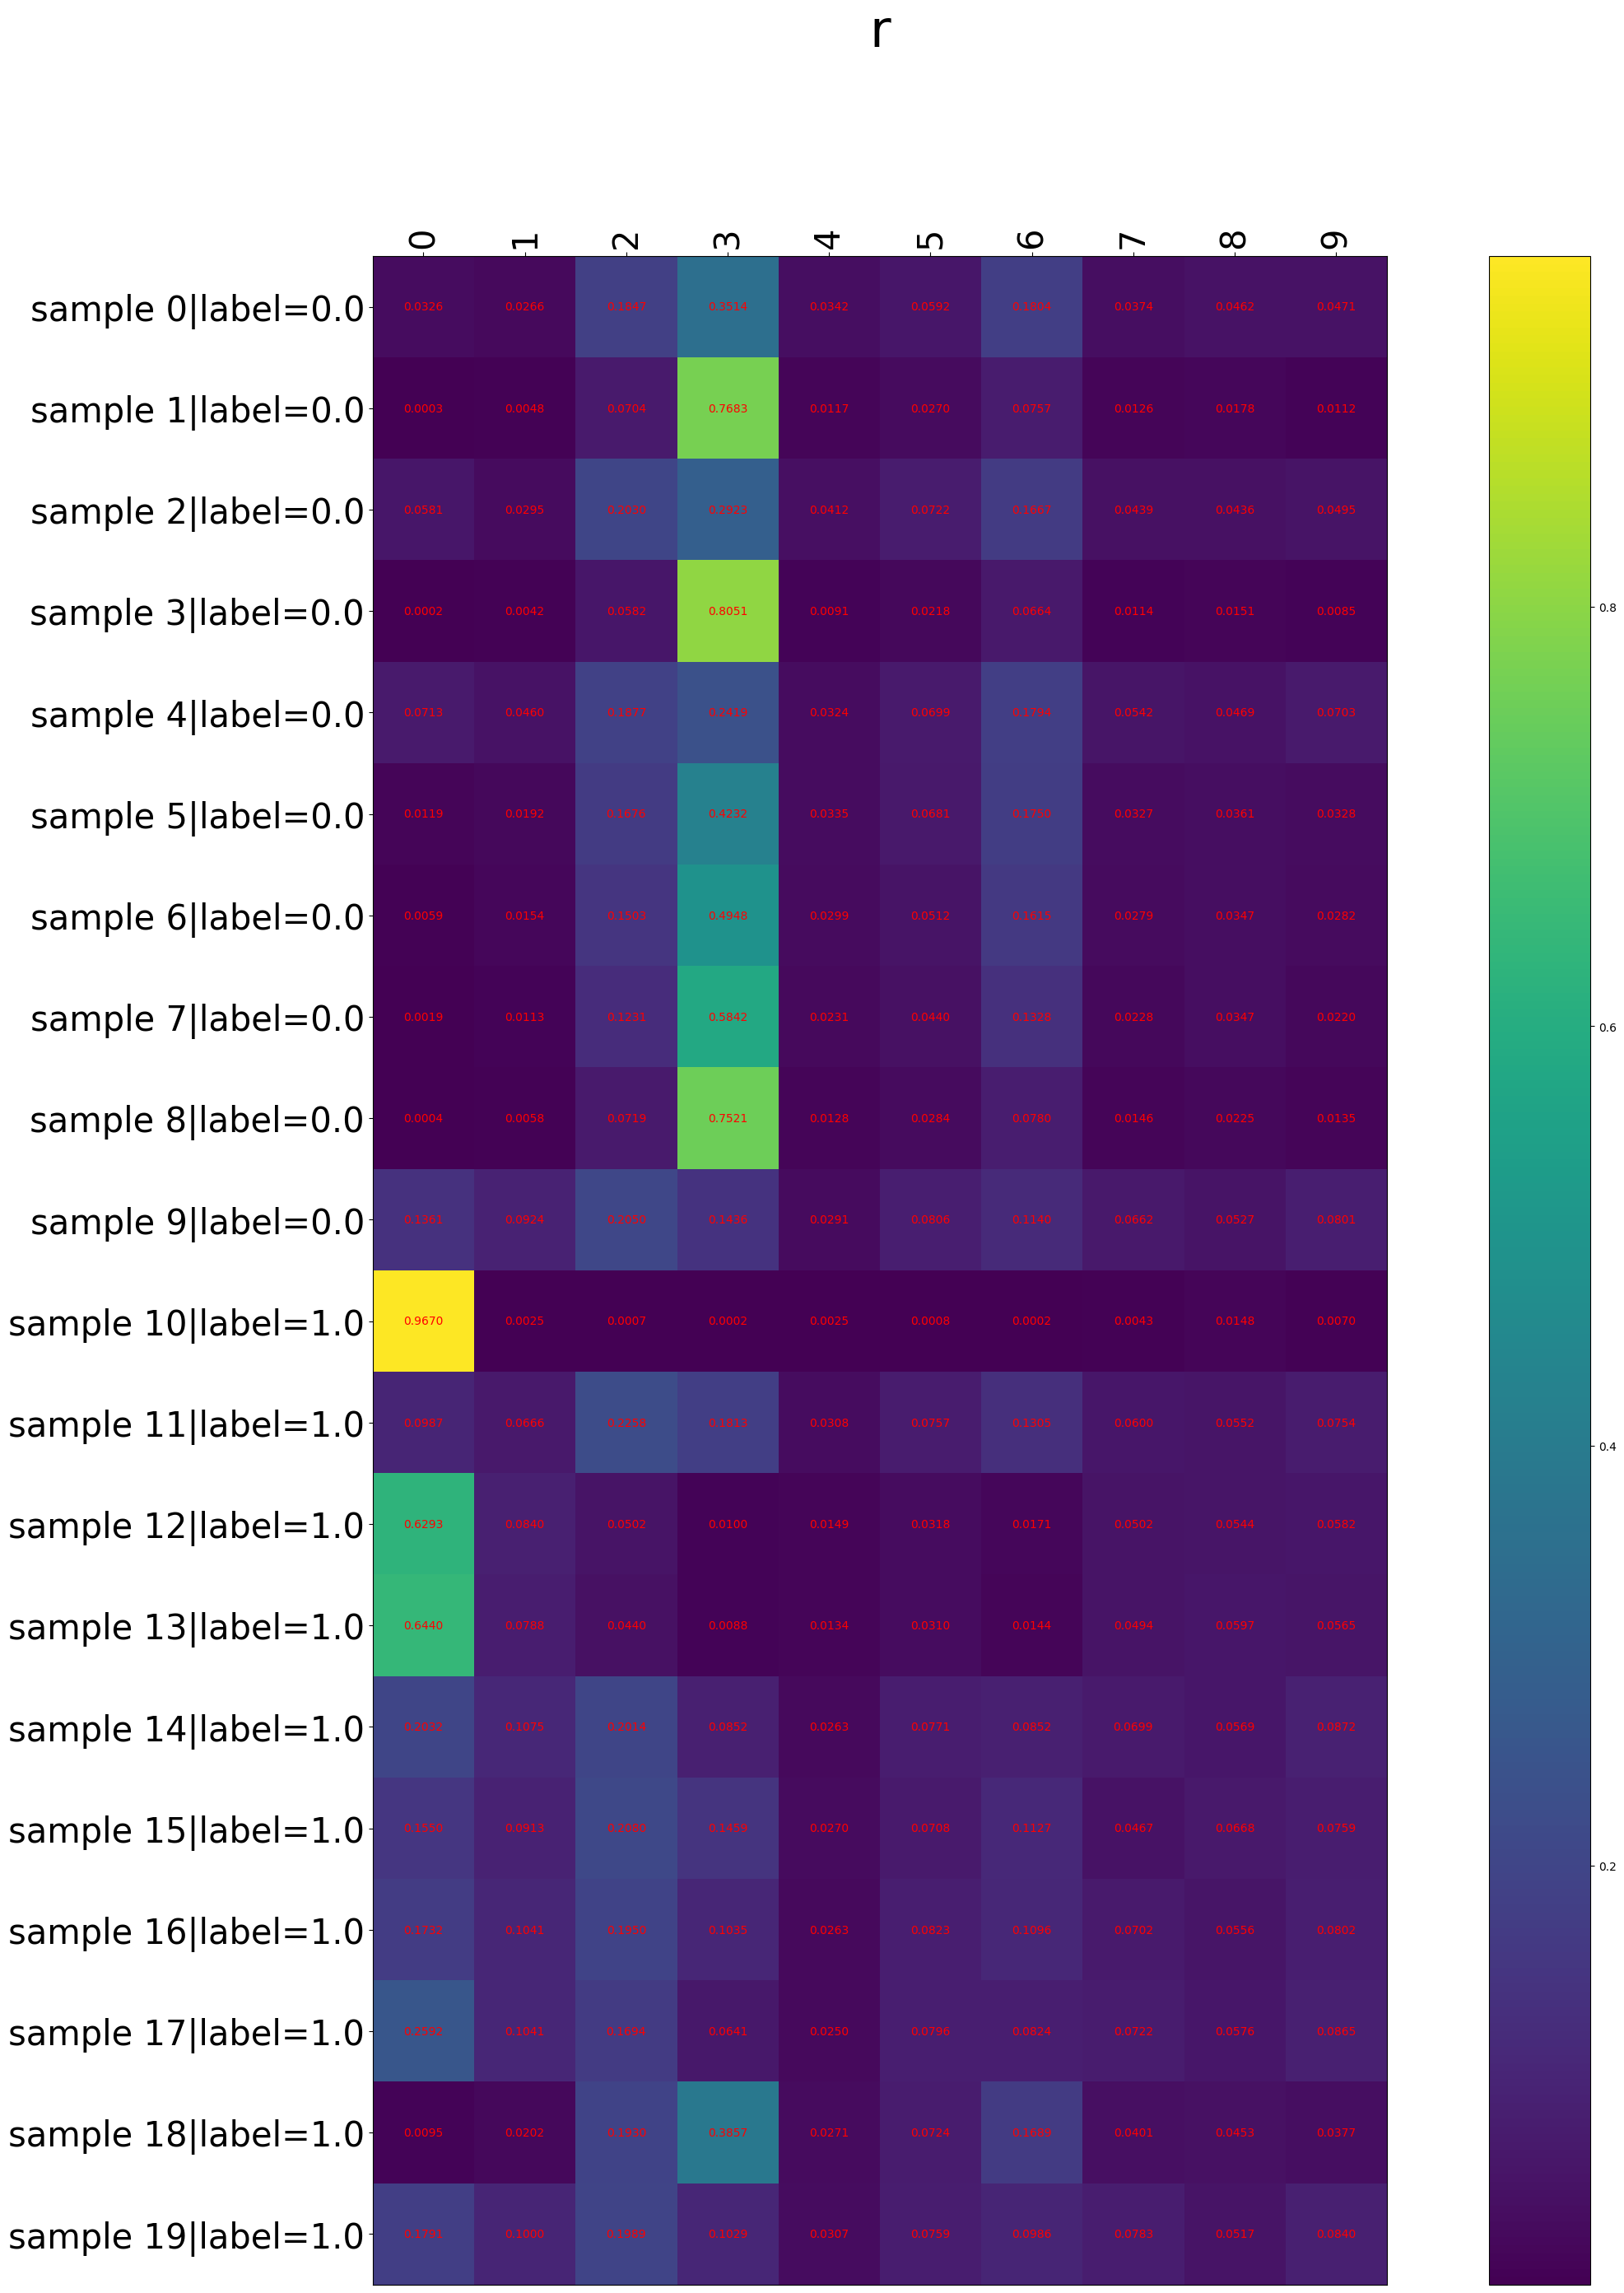 r
0 1 2 3 4 5 6 7 8 9
sample 0|label=0.0 0.0326 0.0266 0.3514 0.0342 0.0592 0.0374 0.0462 0.0471
sample 1|label=0.0 0.0003 0.0048 0.0704 0.7683 0.0117 0.0270 0.0757 0.0126 0.0178 0.0112
sample 2|label=0.0 0.0581 0.0295 0.0412 0.0722 0.0439 0.0436 0.0495
sample 3|label=0.0 0.0002 0.0042 0.0582 0.8051 0.0091 0.0218 0.0664 0.0114 0.0151 0.0085
0.8
sample 4|label=0.0 0.0713 0.0460 0.0324 0.0699 0.0542 0.0469 0.0703
sample 5|label=0.0 0.0119 0.0192 0.4232 0.0335 0.0681 0.0327 0.0361 0.0328
sample 6|label=0.0 0.0059 0.0154 0.1503 0.4948 0.0299 0.0512 0.1615 0.0279 0.0347 0.0282
sample 7|label=0.0 0.0019 0.0113 0.1231 0.5842 0.0231 0.0440 0.1328 0.0228 0.0347 0.0220
0.6
sample 8|label=0.0 0.0004 0.0058 0.0719 0.7521 0.0128 0.0284 0.0780 0.0146 0.0225 0.0135
sample 9|label=0.0 0.1361 0.0924 0.1436 0.0291 0.0806 0.1140 0.0662 0.0527 0.0801
sample 10|label=1.0 0.9670 0.0025 0.0007 0.0002 0.0025 0.0008 0.0002 0.0043 0.0148 0.0070
sample 11|label=1.0 0.0987 0.0666 0.0308 0.0757 0.1305 0.0600 0.0552 0.0754
0.4
sample 12|label=1.0 0.6293 0.0840 0.0502 0.0100 0.0149 0.0318 0.0171 0.0502 0.0544 0.0582
sample 13|label=1.0 0.6440 0.0788 0.0440 0.0088 0.0134 0.0310 0.0144 0.0494 0.0597 0.0565
sample 14|label=1.0 0.1075 0.0852 0.0263 0.0771 0.0852 0.0699 0.0569 0.0872
sample 15|label=1.0 0.0913 0.1459 0.0270 0.0708 0.1127 0.0467 0.0668 0.0759
0.2
sample 16|label=1.0 0.1041 0.1035 0.0263 0.0823 0.1096 0.0702 0.0556 0.0802
sample 17|label=1.0 0.1041 0.0641 0.0250 0.0796 0.0824 0.0722 0.0576 0.0865
sample 18|label=1.0 0.0095 0.0202 0.3857 0.0271 0.0724 0.0401 0.0453 0.0377
sample 19|label=1.0 0.1000 0.1029 0.0307 0.0759 0.0986 0.0783 0.0517 0.0840